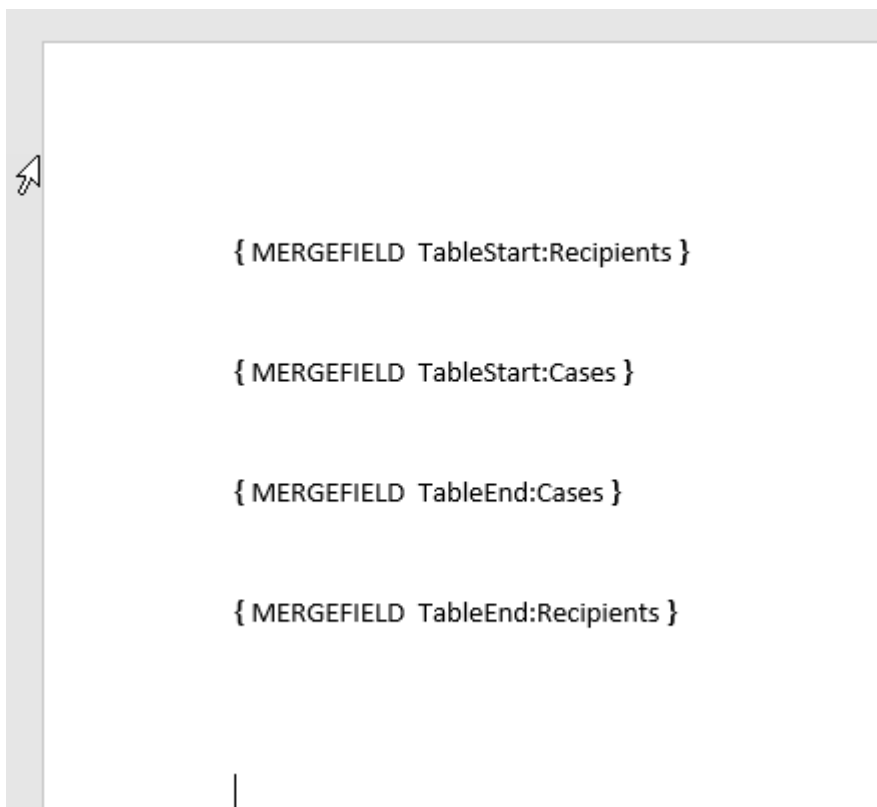 { MERGEFIELD  TableStart:Recipients }
{ MERGEFIELD  TableStart:Cases }
{ MERGEFIELD  TableEnd:Cases }
{ MERGEFIELD  TableEnd:Recipients }